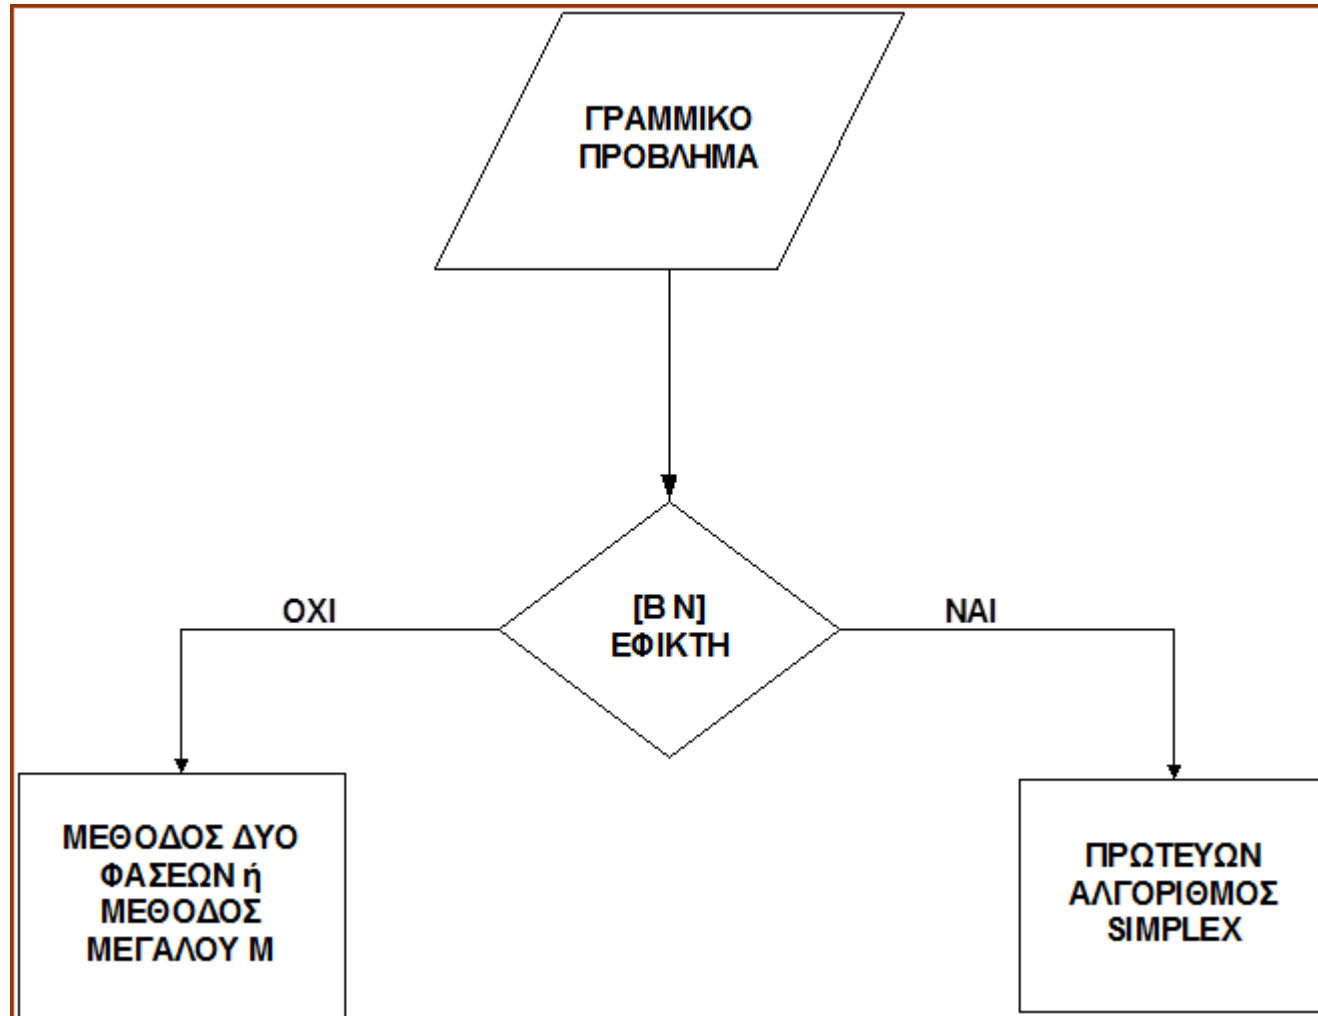 ΓΡΑΜΜΙΚΟ
ΠΡΟΒΛΗΜΑ
[Β Ν]
ΕΦΙΚΤΗ
ΟΧΙ
ΝΑΙ
ΜΕΘΟΔΟΣ ΔΥΟ
ΦΑΣΕΩΝ ή
ΜΕΘΟΔΟΣ
ΜΕΓΑΛΟΥ Μ
ΠΡΩΤΕΥΩΝ
ΑΛΓΟΡΙΘΜΟΣ
SIMPLEX